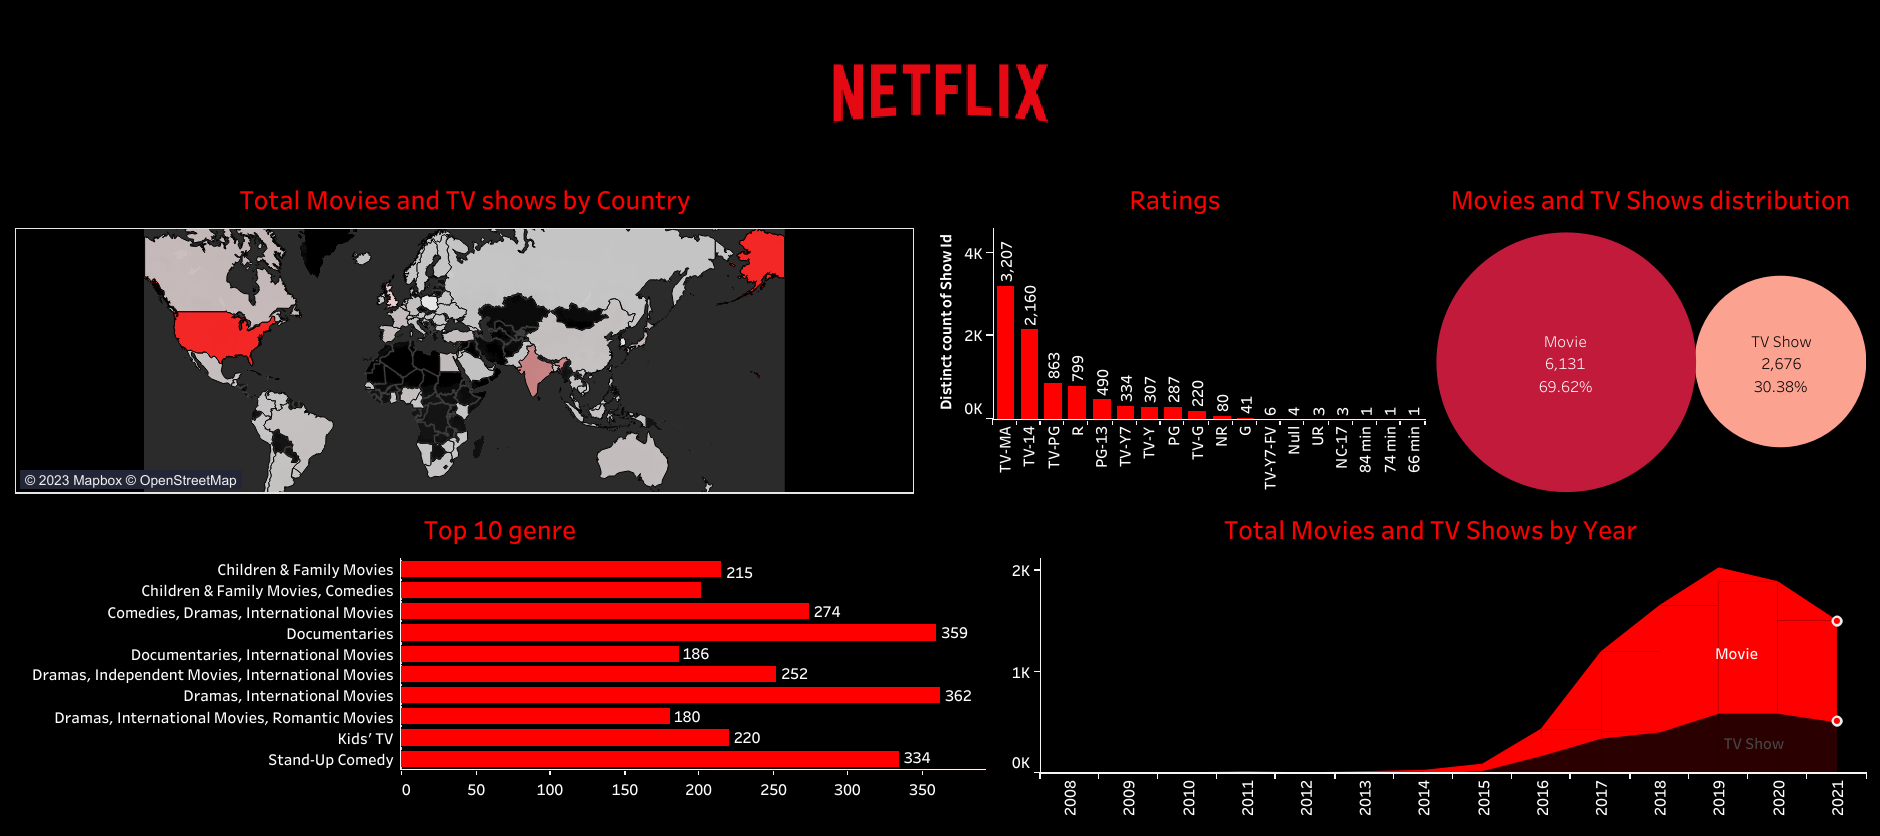 NETFLIX
Total Movies and TV shows by Country
© 2023 Mapbox © OpenStreetMap
Ratings
Distinct count of Show Id
4K
2K
0K
3,207
2,160
863
799
490
334
307
287
220
80
41
6
4
3
3
1
1
1
TV-MA
TV-14
TV-PG
R
PG-13
TV-Y7
TV-Y
PG
TV-G
NR
G
TV-Y7-FV
Null
UR
NC-17
84 min
74 min
66 min
Movies and TV Shows distribution
Movie
6,131
69.62%
TV Show
2,676
30.38%
Top 10 genre
Children & Family Movies 215
Children & Family Movies, Comedies
Comedies, Dramas, International Movies 274
Documentaries 359
Documentaries, International Movies 186
Dramas, Independent Movies, International Movies 252
Dramas, International Movies 362
Dramas, International Movies, Romantic Movies 180
Kids' TV 220
Stand-Up Comedy 334
0 50 100 150 200 250 300 350
Total Movies and TV Shows by Year
2K
1K
0K
Movie
TV Show
2008 2009 2010 2011 2012 2013 2014 2015 2016 2017 2018 2019 2020 2021